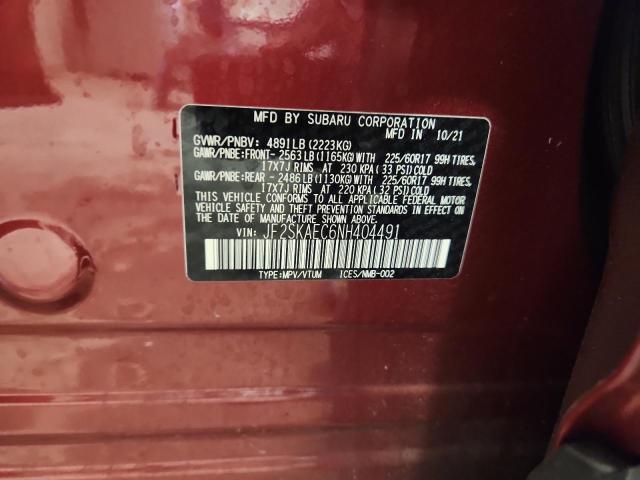 MFD BY SUBARU CORPORATION
MFD IN 10/21
GVWR/PNBV: 4891LB(2223KG)
GAWR/PNBE:FRONT- 2563LB(1165KG)WITH 225/60R17 99H TIRES,
17X7J RIMS AT 230 KPA(33 PSI)COLD
GAWR/PNBE:REAR - 2486LB(1130KG)WITH 225/60R17 99H TIRES,
17X7J RIMS AT 220 KPA(32 PSI)COLD
THIS VEHICLE CONFORMS TO ALL APPLICABLE FEDERAL MOTOR
VEHICLE SAFETY AND THEFT PREVENTION STANDARDS IN EFFECT
ON THE DATE OF MANUFACTURE SHOWN ABOVE.
VIN: JF2SKAEC6NH404491
TYPE:MPV/VTUM ICES/NMB-002